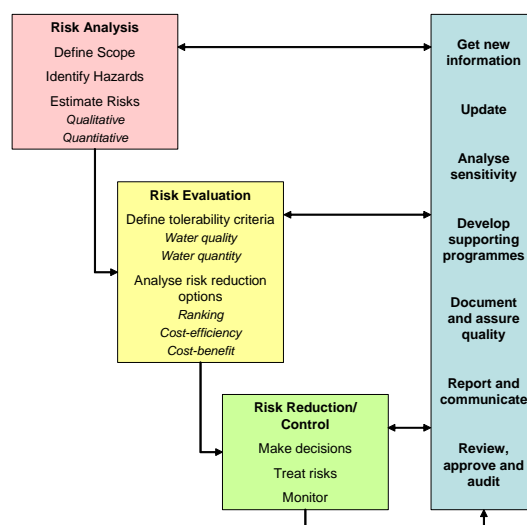 Risk Analysis
Define Scope
Identify Hazards
Estimate Risks
Qualitative
Quantitative
Risk Evaluation
Define tolerability criteria
Water quality
Water quantity
Analyse risk reduction
options
Ranking
Cost-efficiency
Cost-benefit
Risk Reduction/
Control
Make decisions
Treat risks
Monitor
Get new
information
Update
Analyse
sensitivity
Develop
supporting
programmes
Document
and assure
quality
Report and
communicate
Review,
approve and
audit